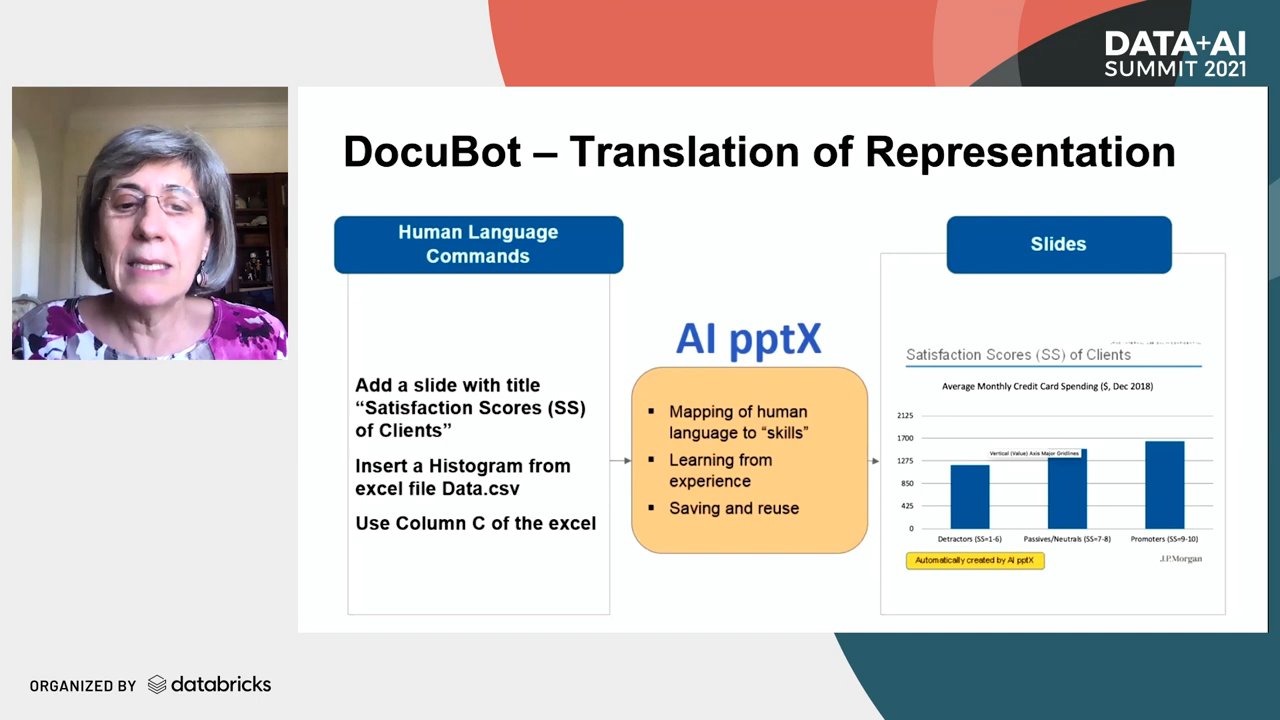 DATA+AI
SUMMIT 2021
DocuBot – Translation of Representation
Human Language
Commands
Add a slide with title
“Satisfaction Scores (SS)
of Clients”
Insert a Histogram from
excel file Data.csv
Use Column C of the excel
AI pptX
▪ Mapping of human
language to “skills”
▪ Learning from
experience
▪ Saving and reuse
Slides
Satisfaction Scores (SS) of Clients
Average Monthly Credit Card Spending ($, Dec 2018)
2125
1700
1275
850
425
0
Vertical (Value) Axis Major Gridlines
Detractors (SS=1-6) Passives/Neutrals (SS=7-8) Promoters (SS=9-10)
Automatically created by AI pptX
J.P.Morgan
ORGANIZED BY databricks